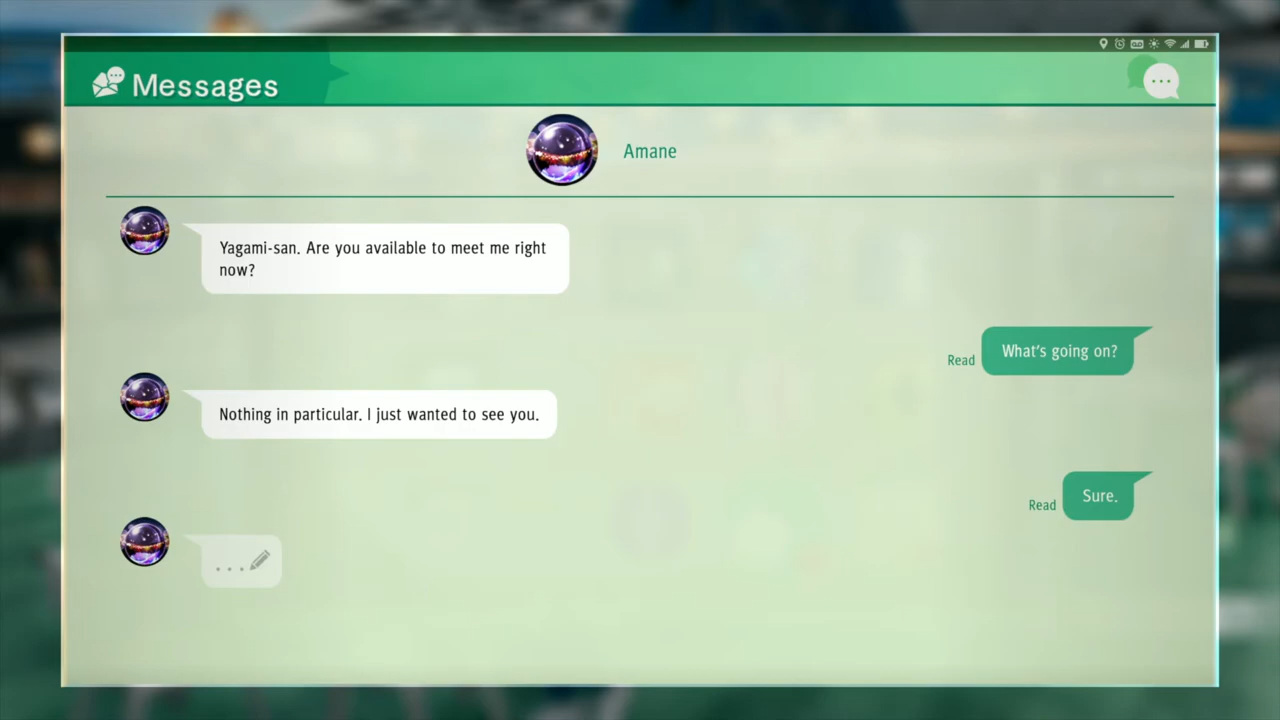 Messages
Amane
Yagami-san. Are you available to meet me right
now?
What's going on?
Read
Nothing in particular. I just wanted to see you.
Sure.
Read
...